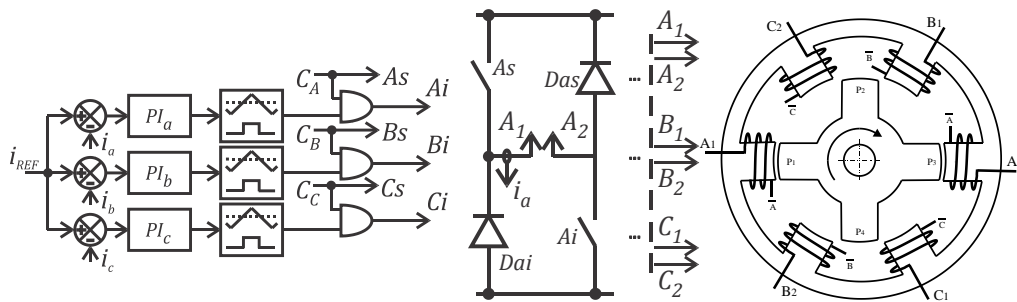 C_A As
Ai
PI_a
i_a
C_B Bs
Bi
i_REF
PI_b
i_b
C_C Cs
Ci
PI_c
i_c
As Das
A_1 A_2
i_a
Dai Ai
A_1
... A_2
B_1
... B_2
C_1
... C_2
C2 B1
B
C
P2
A1 P1 P3 A
A
A
P4
B C
B2 C1